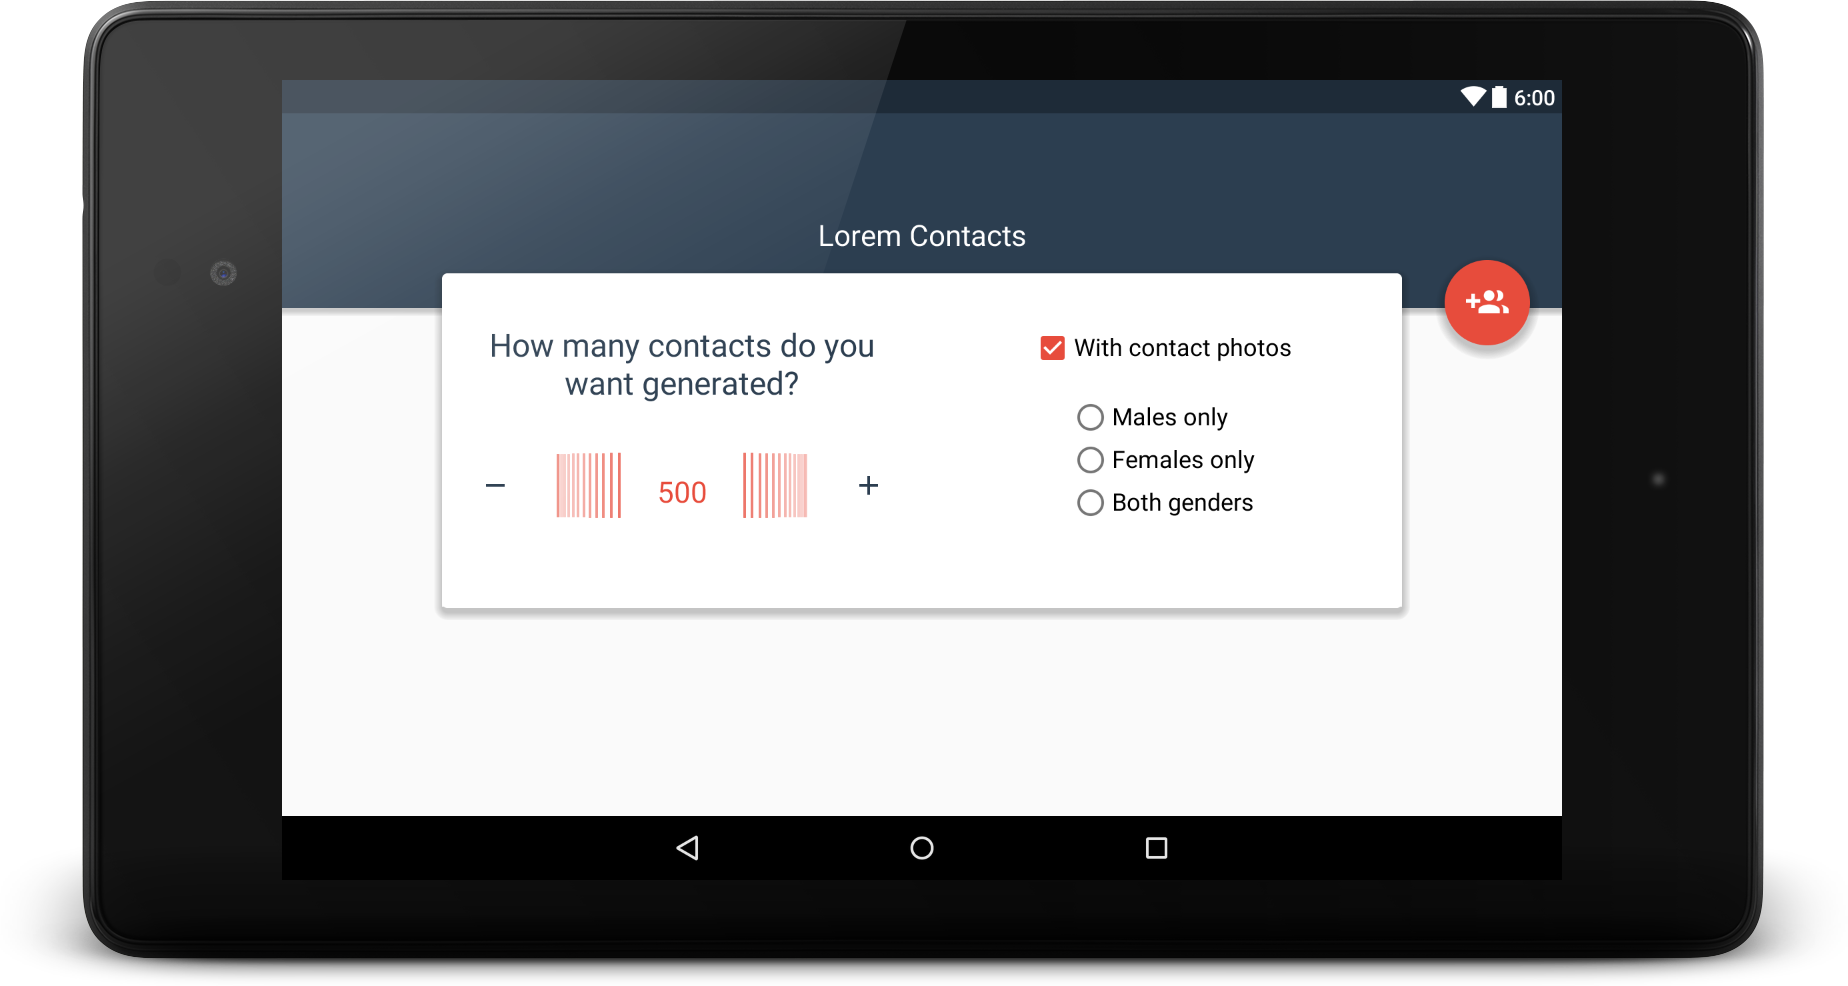 6:00
Lorem Contacts
How many contacts do you
want generated?
− 500 +
With contact photos
Males only
Females only
Both genders